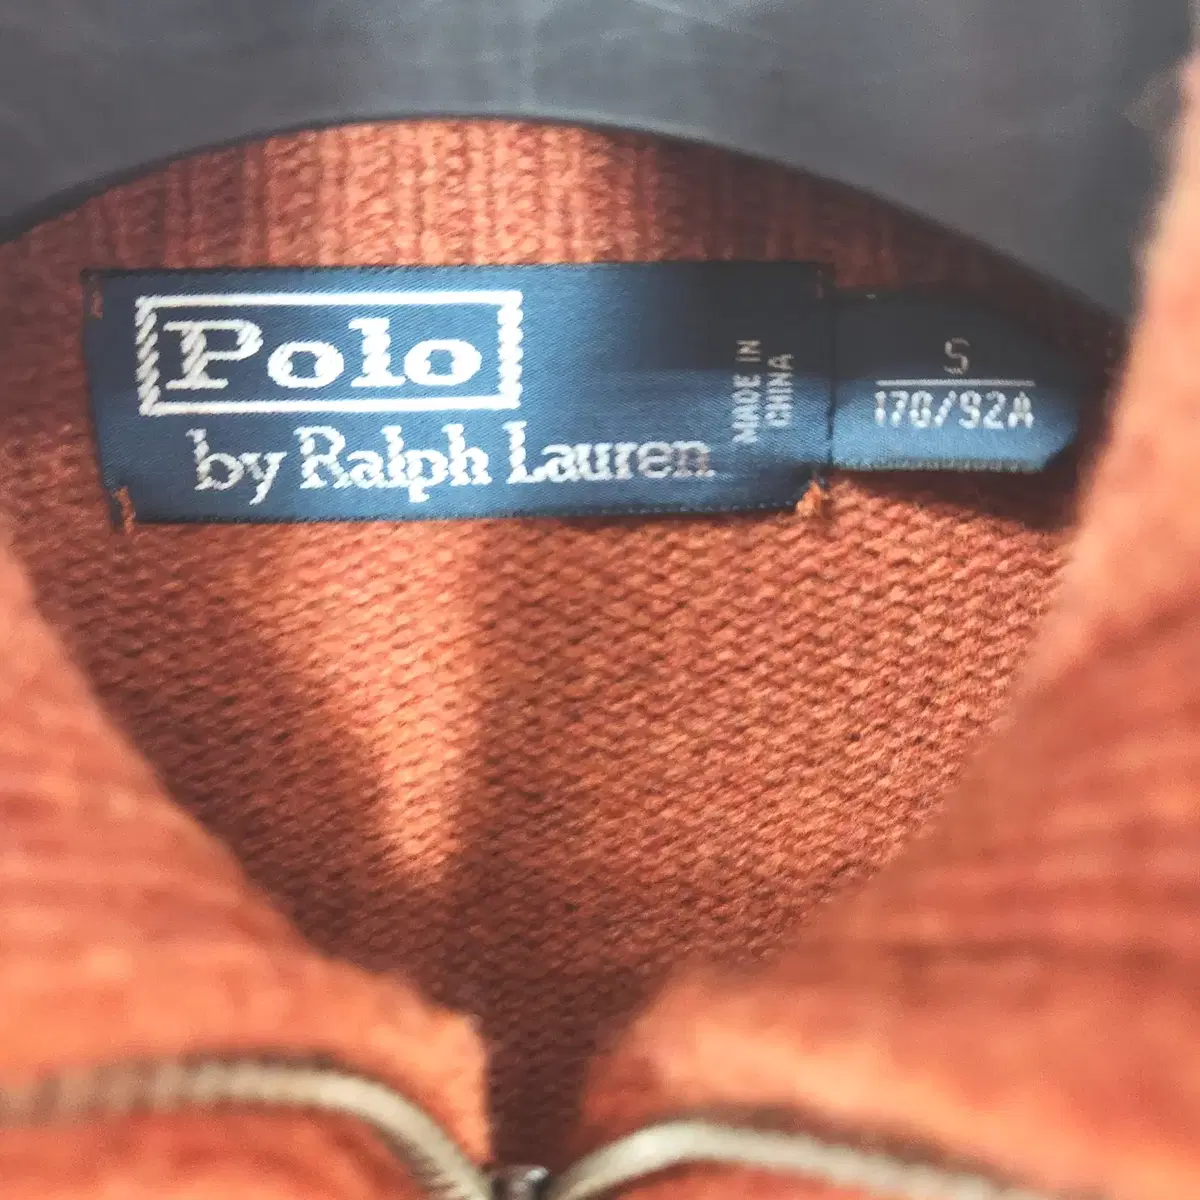 Polo
by Ralph Lauren
MADE IN
CHINA
S
170/92A